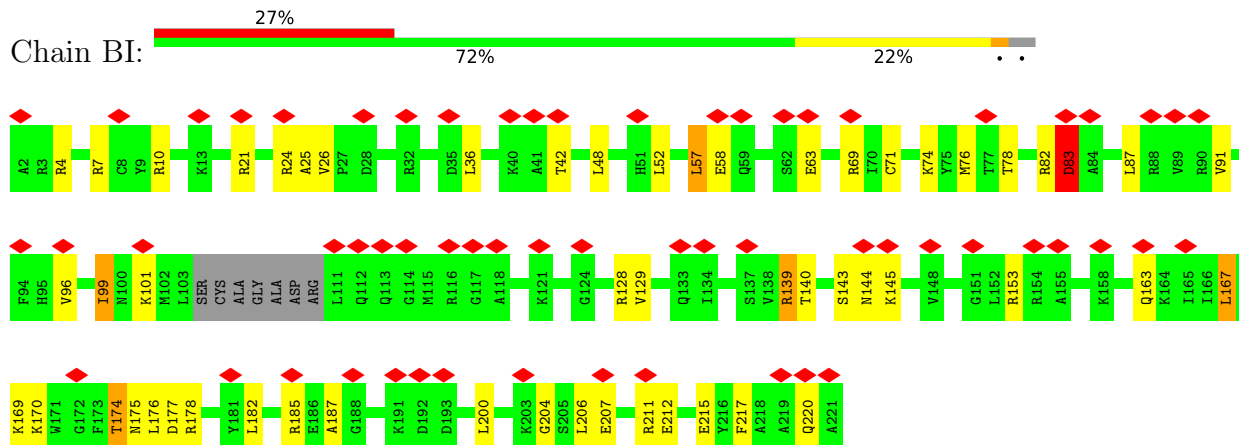 27%
Chain BI:
72% 22% • •
A2 R3 R4 R7 C8 Y9 R10 K13 R21 R24 A25 V26 P27 D28 R32 D35 L36 K40 A41 T42 L48 H51 L52 L57 E58 Q59 S62 E63 R69 I70 C71 K74 Y75 M76 T77 T78 R82 D83 A84 L87 R88 V89 R90 V91
F94 H95 V96 I99 N100 K101 M102 L103 SER CYS ALA GLY ALA ASP ARG L111 Q112 Q113 G114 M115 R116 G117 A118 K121 G124 R128 V129 Q133 I134 S137 V138 R139 T140 S143 N144 K145 V148 G151 L152 R153 R154 A155 K158 Q163 K164 I165 I166 L167
K169 K170 W171 G172 F173 T174 N175 L176 D177 R178 Y181 L182 R185 E186 A187 G188 K191 D192 D193 L200 K203 G204 S205 L206 E207 R211 E212 E215 Y216 F217 A218 A219 Q220 A221